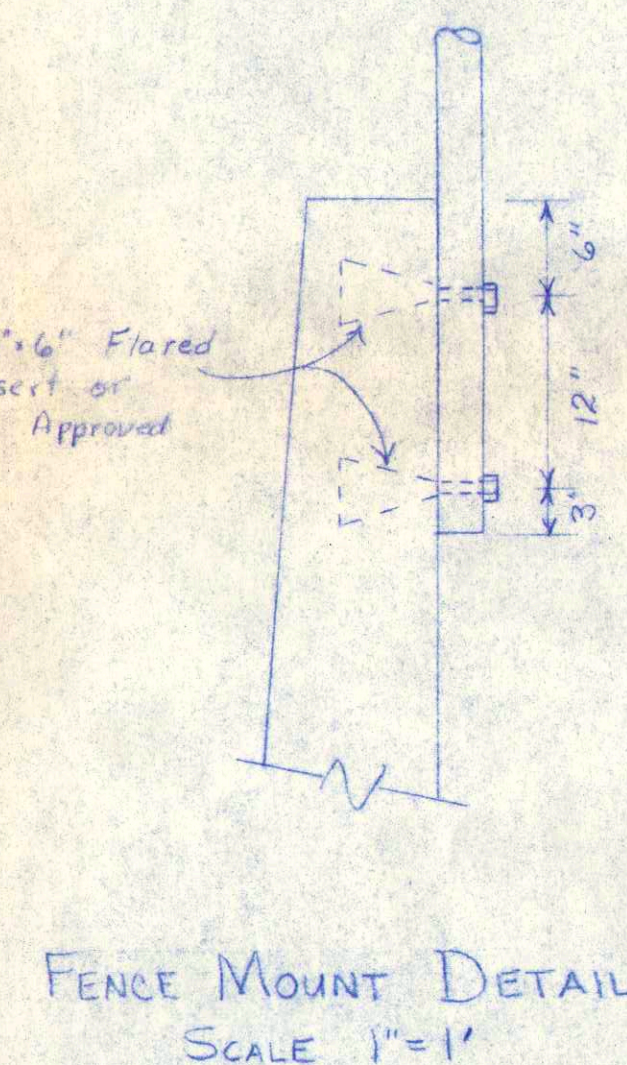 "x6" Flared
sert or
Approved
6"
12"
3"
FENCE MOUNT DETAIL
SCALE 1"=1'